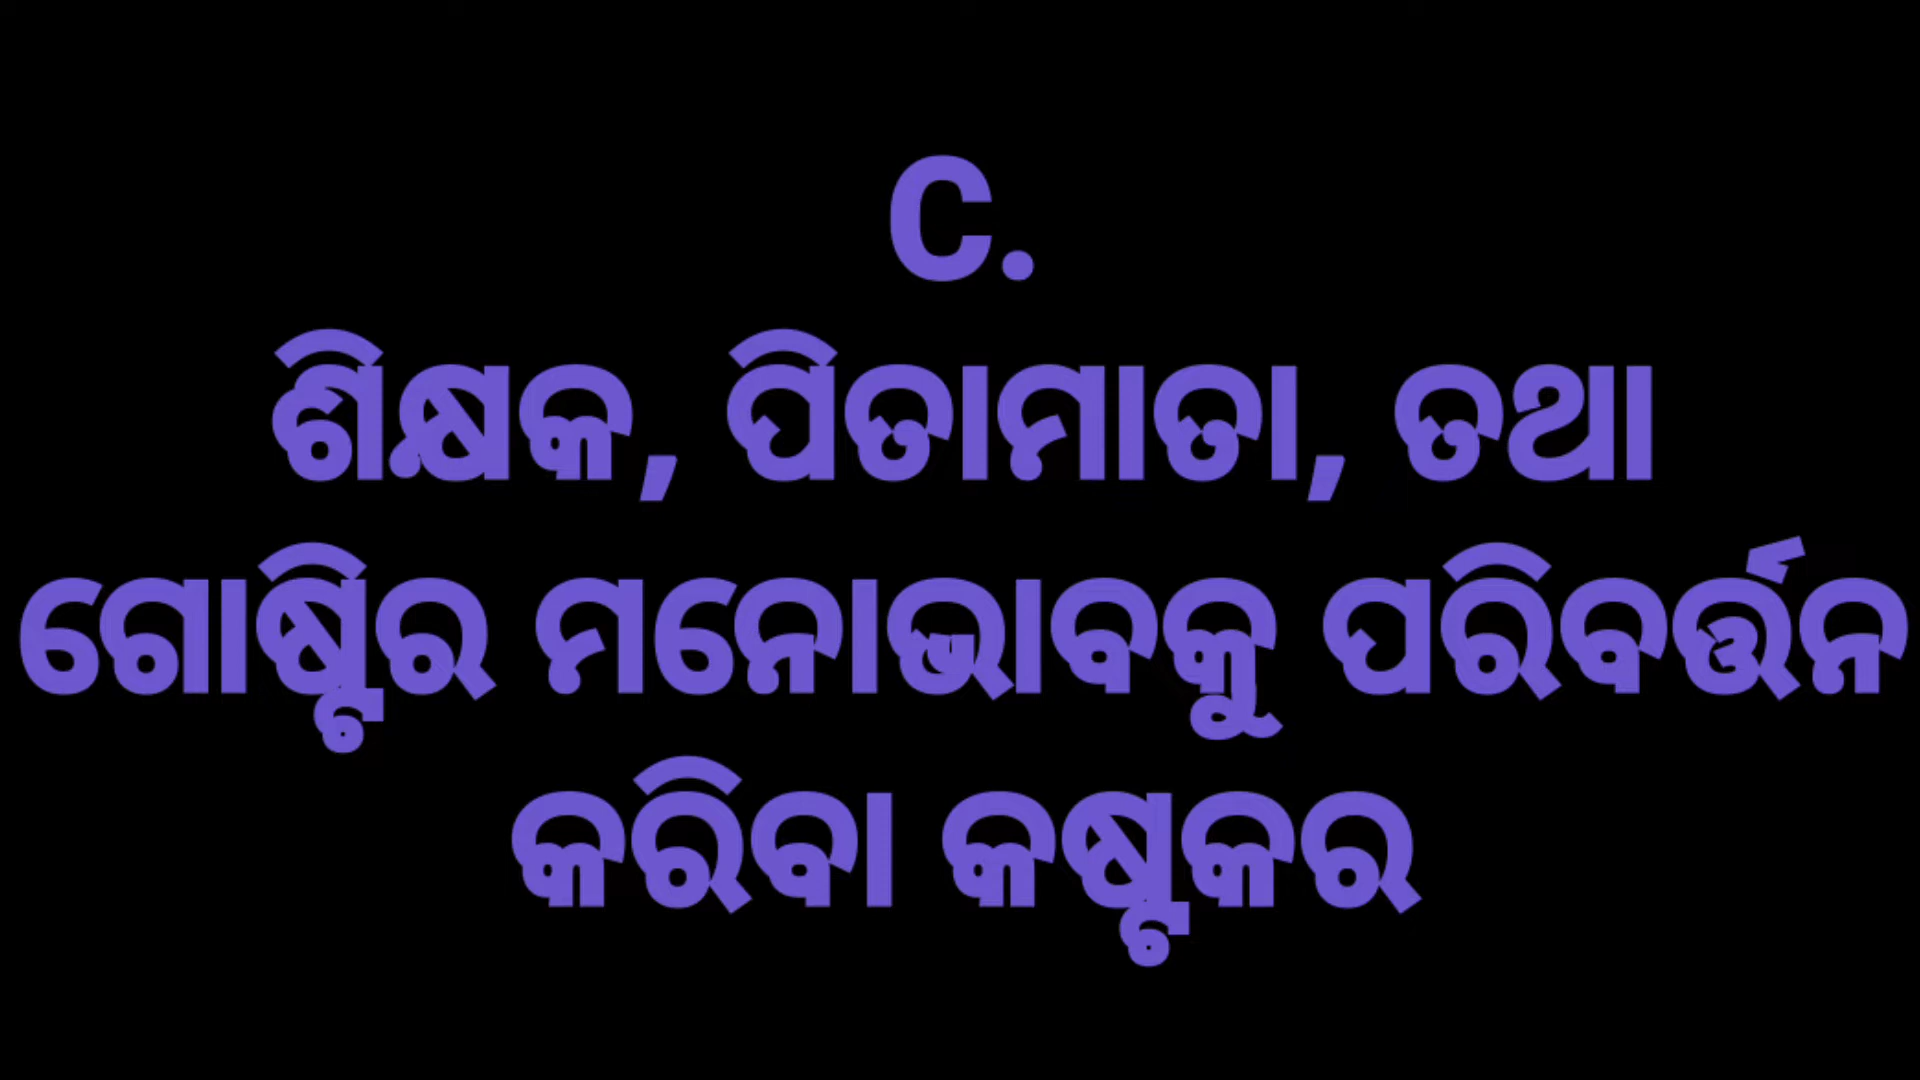 C.
ଶିକ୍ଷକ, ପିତାମାତା, ତଥା
ଗୋଷ୍ଟିର ମନୋଭାବକୁ ପରିବର୍ତ୍ତନ
କରିବା କଷ୍ଟକର